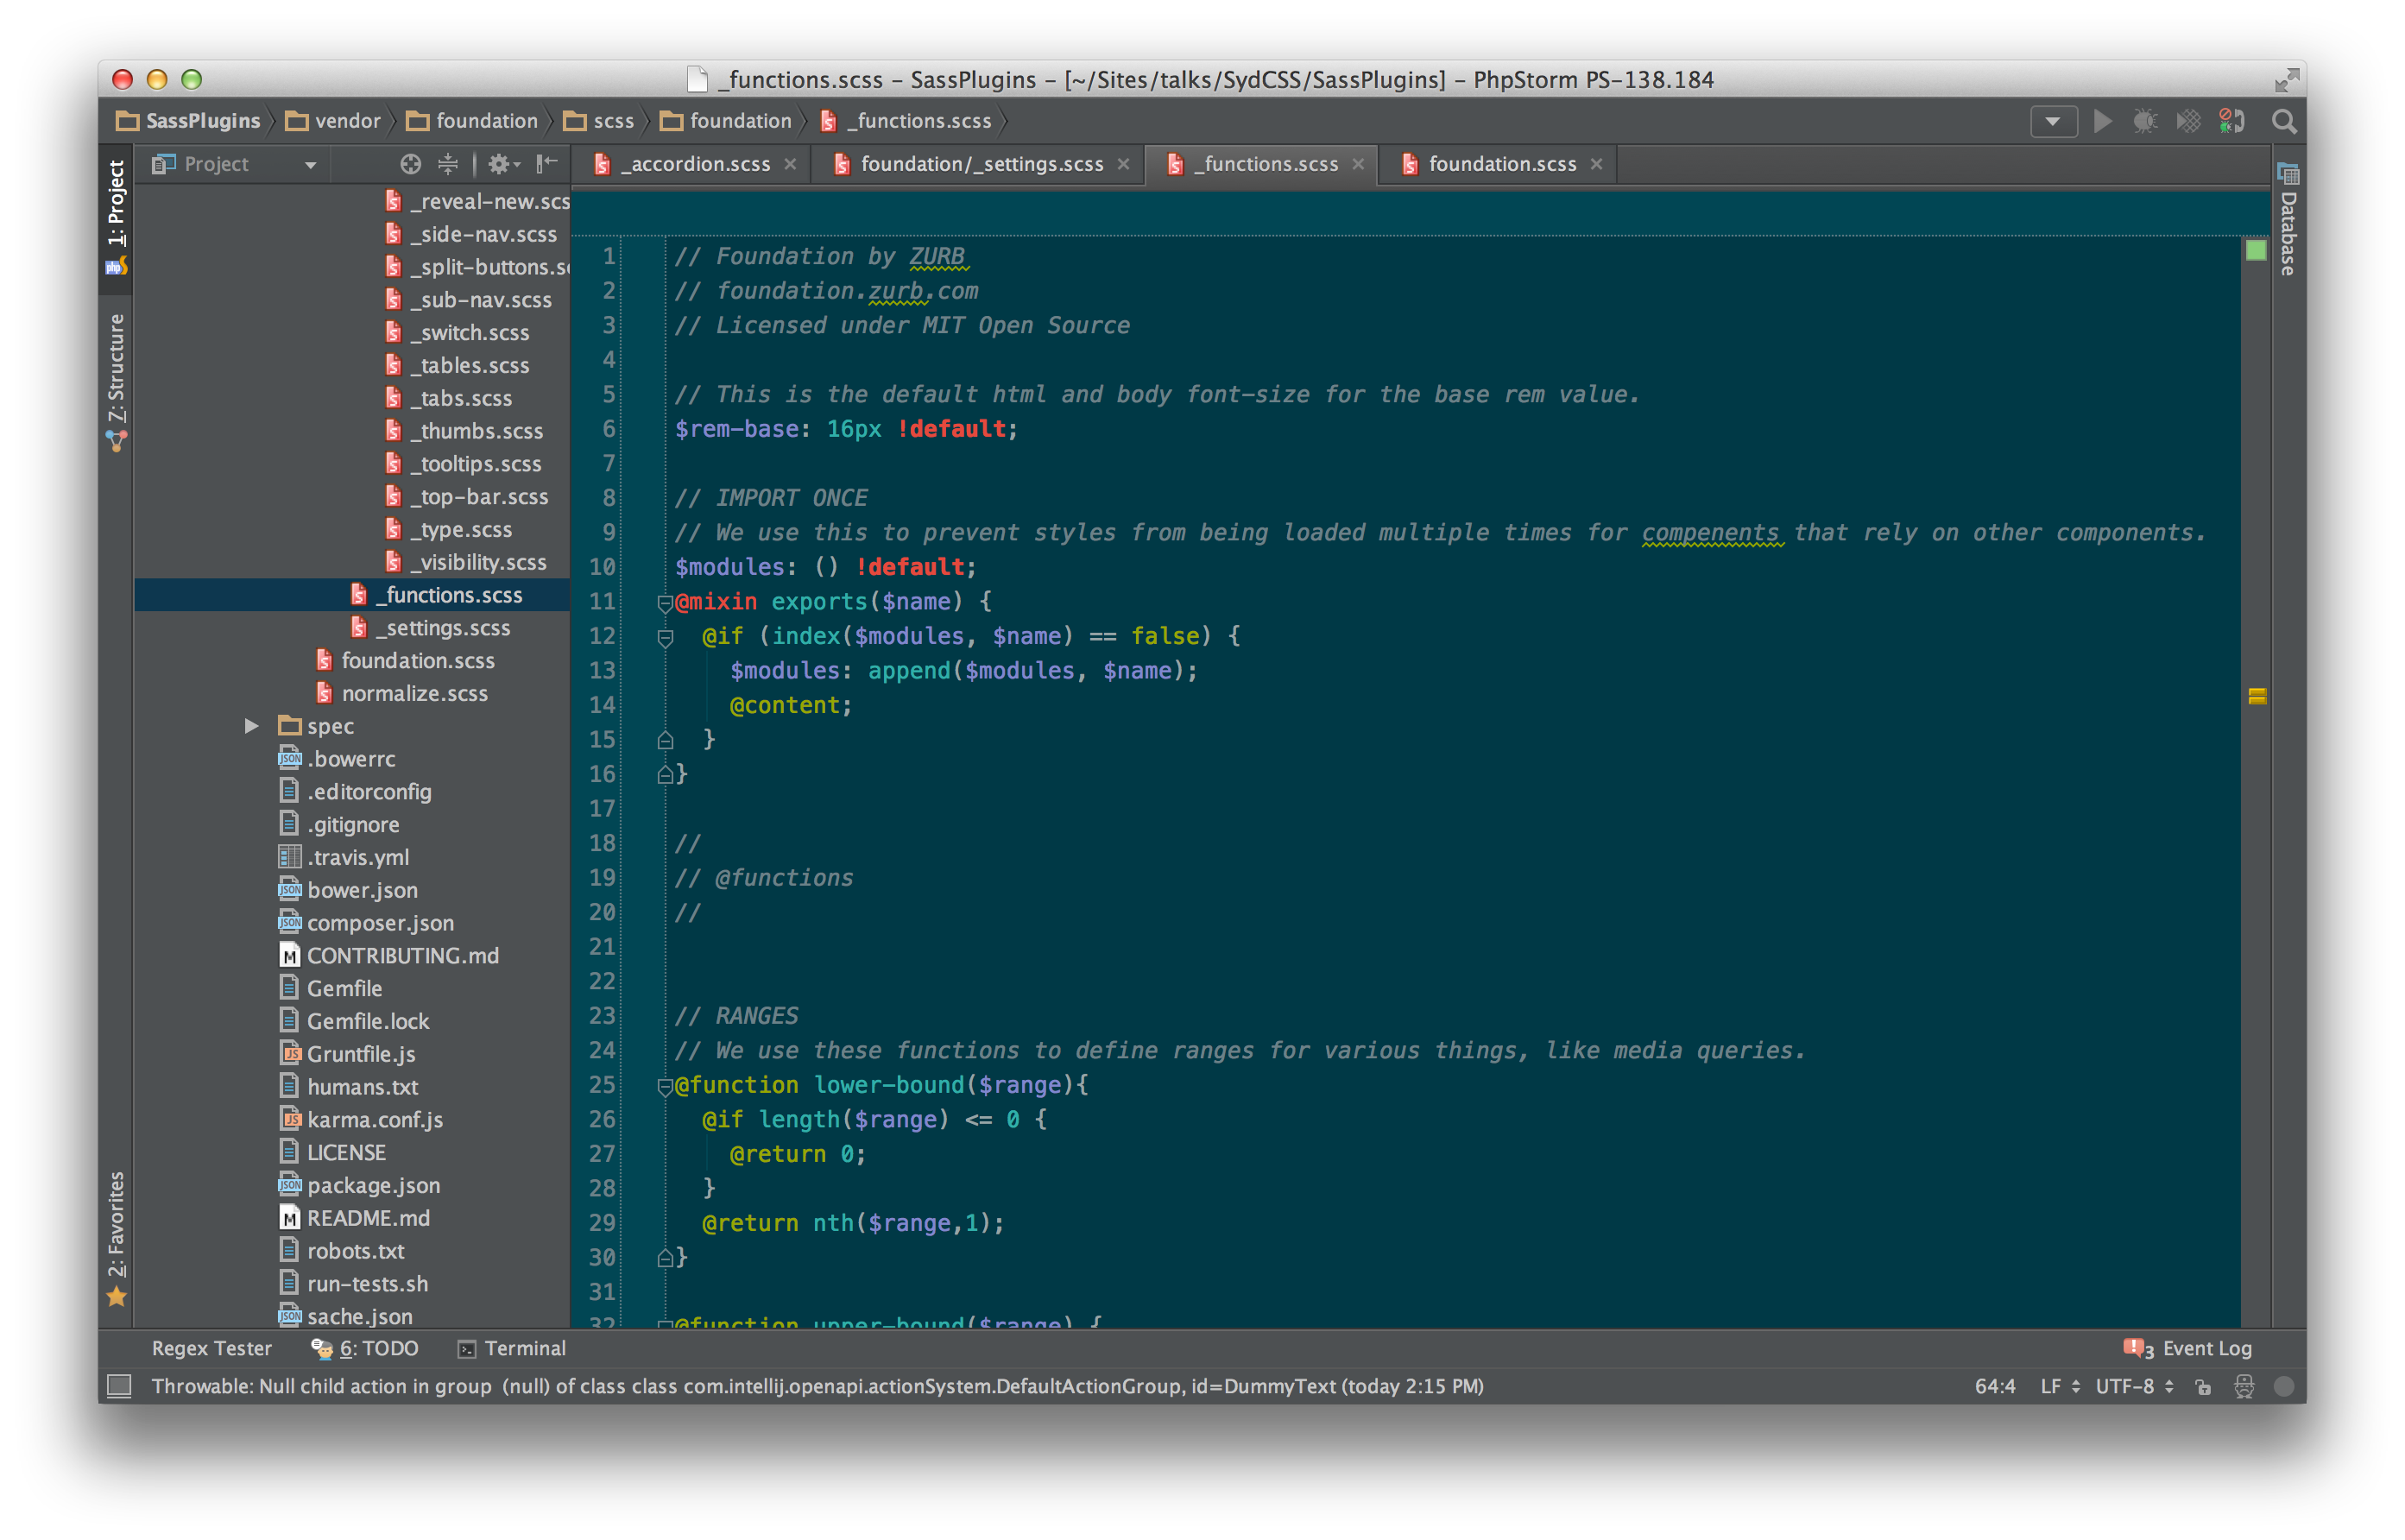 _functions.scss – SassPlugins – [~/Sites/talks/SydCSS/SassPlugins] – PhpStorm PS-138.184
SassPlugins vendor foundation scss foundation _functions.scss
1: Project
7: Structure
2: Favorites
Project
_reveal-new.scs
_side-nav.scss
_split-buttons.s
_sub-nav.scss
_switch.scss
_tables.scss
_tabs.scss
_thumbs.scss
_tooltips.scss
_top-bar.scss
_type.scss
_visibility.scss
_functions.scss
_settings.scss
foundation.scss
normalize.scss
spec
.bowerrc
.editorconfig
.gitignore
.travis.yml
bower.json
composer.json
CONTRIBUTING.md
Gemfile
Gemfile.lock
Gruntfile.js
humans.txt
karma.conf.js
LICENSE
package.json
README.md
robots.txt
run-tests.sh
sache.json
_accordion.scss foundation/_settings.scss _functions.scss foundation.scss
1 // Foundation by ZURB
2 // foundation.zurb.com
3 // Licensed under MIT Open Source
4
5 // This is the default html and body font-size for the base rem value.
6 $rem-base: 16px !default;
7
8 // IMPORT ONCE
9 // We use this to prevent styles from being loaded multiple times for compenents that rely on other components.
10 $modules: () !default;
11 @mixin exports($name) {
12 @if (index($modules, $name) == false) {
13 $modules: append($modules, $name);
14 @content;
15 }
16 }
17
18 //
19 // @functions
20 //
21
22
23 // RANGES
24 // We use these functions to define ranges for various things, like media queries.
25 @function lower-bound($range){
26 @if length($range) <= 0 {
27 @return 0;
28 }
29 @return nth($range,1);
30 }
31
32 @function upper-bound($range) {
Database
Regex Tester 6: TODO Terminal 3 Event Log
Throwable: Null child action in group (null) of class class com.intellij.openapi.actionSystem.DefaultActionGroup, id=DummyText (today 2:15 PM) 64:4 LF UTF-8